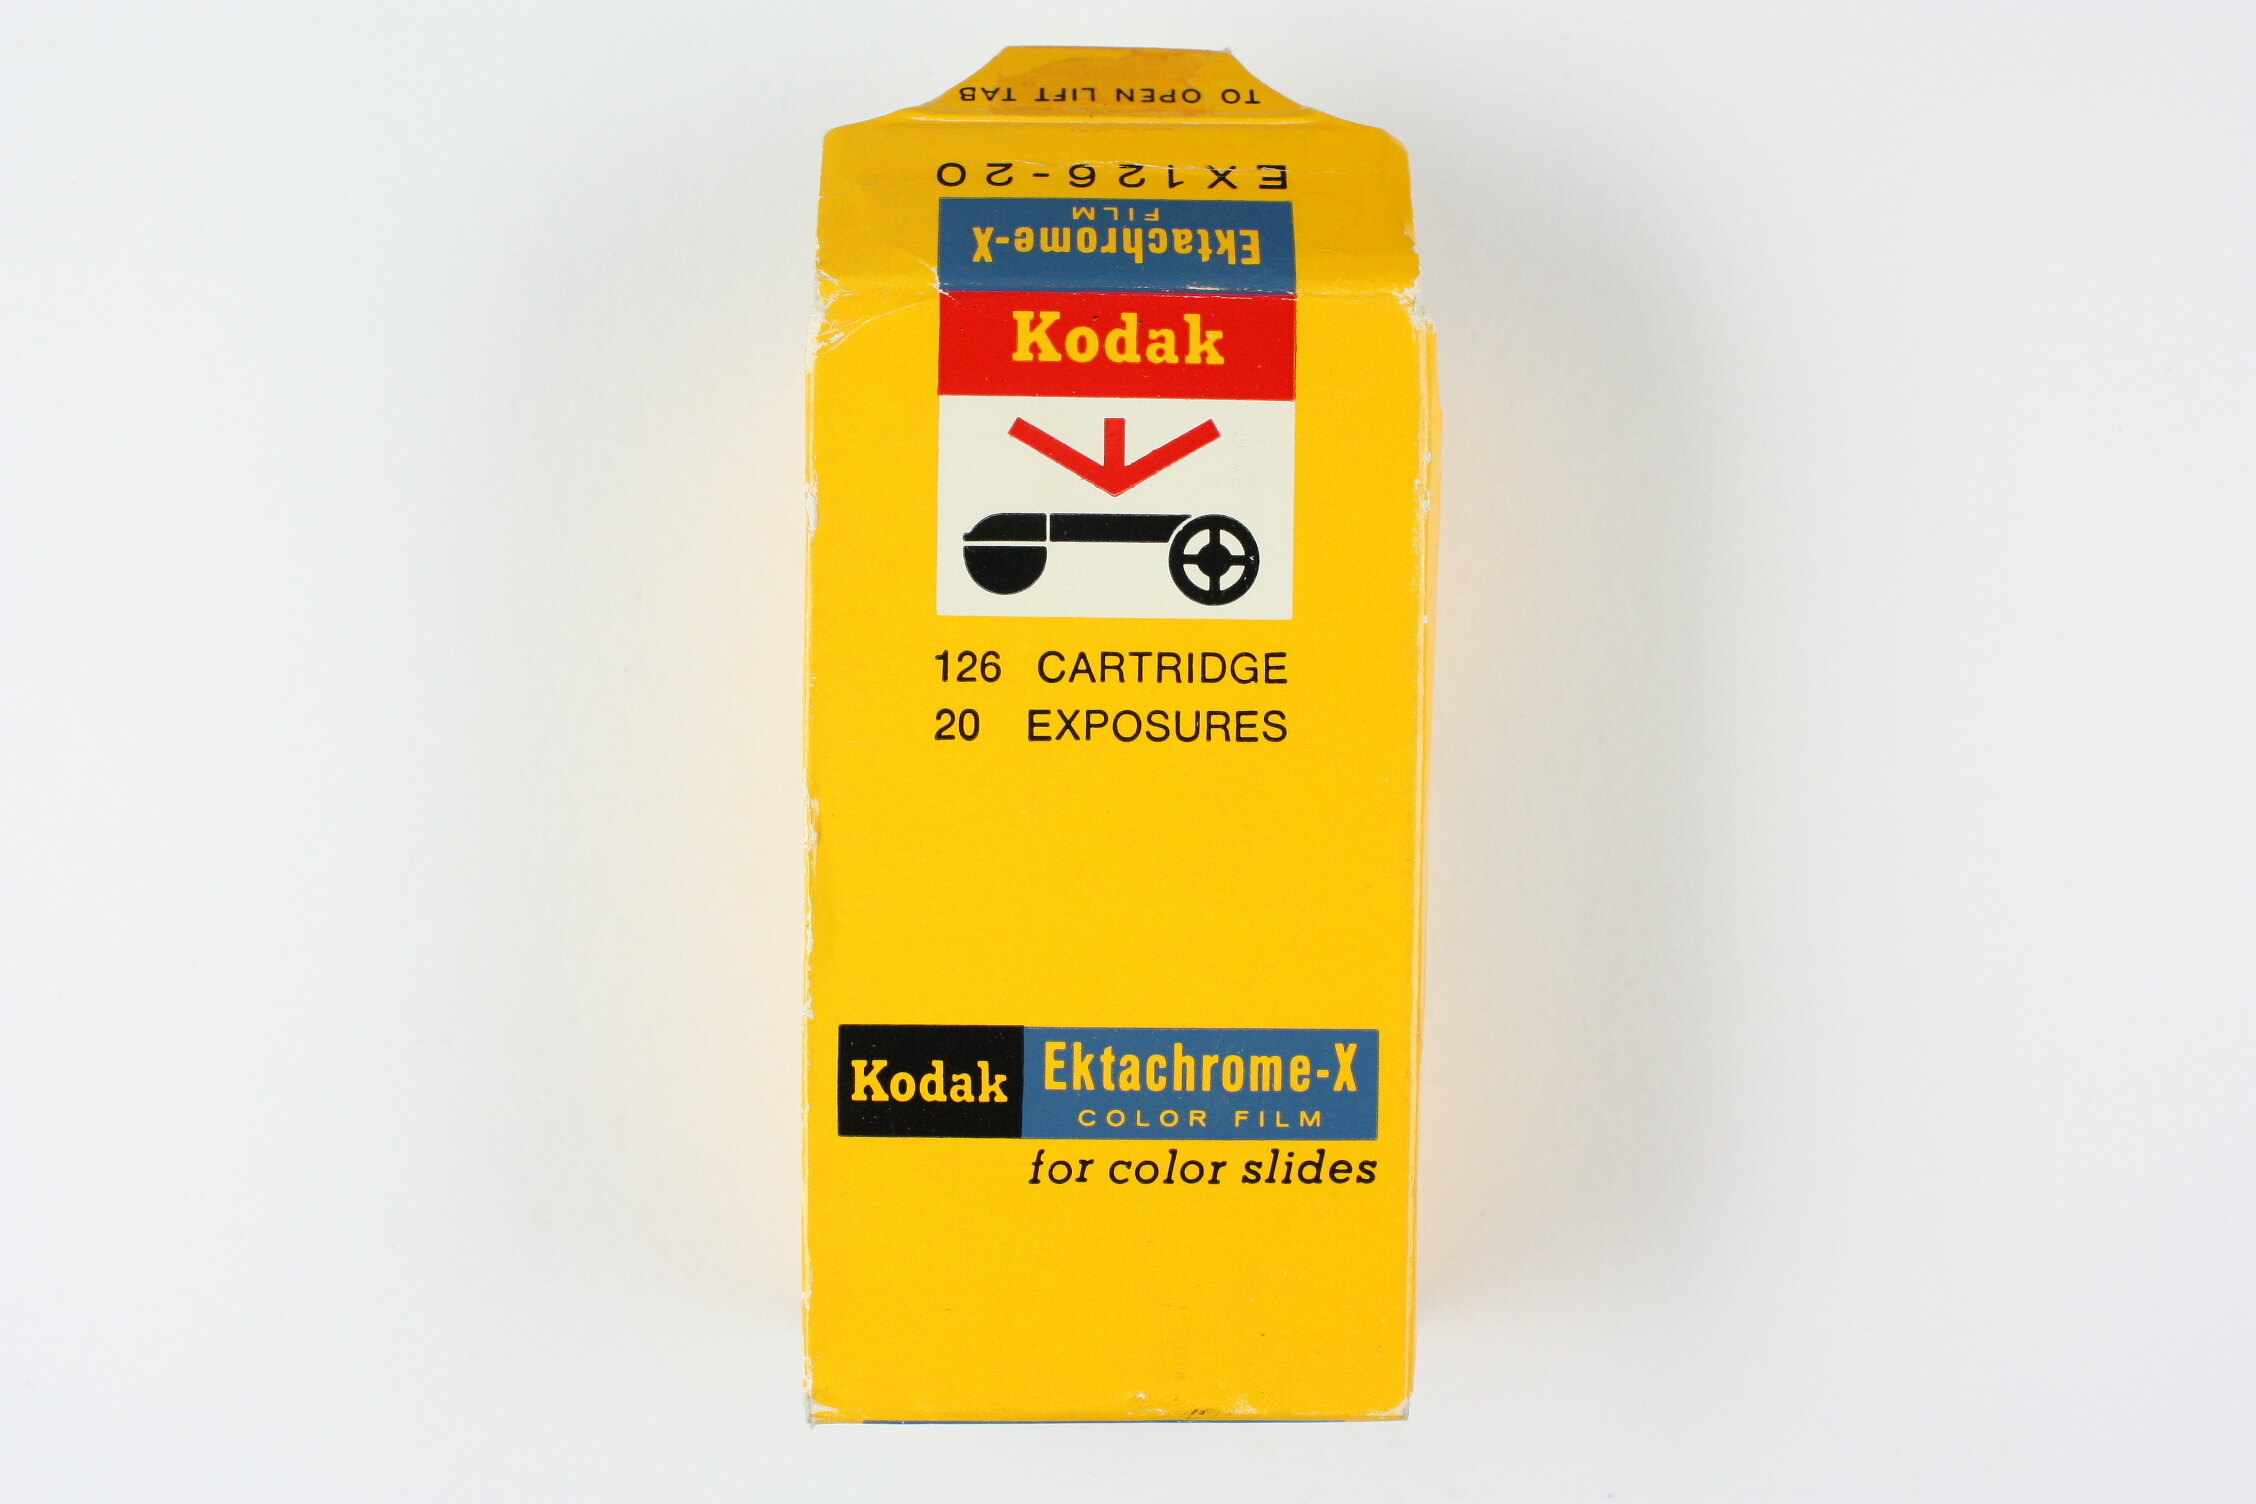 TO OPEN LIFT TAB
EX126-20
FILM
Ektachrome-X
Kodak
126 CARTRIDGE
20 EXPOSURES
Kodak Ektachrome-X
COLOR FILM
for color slides